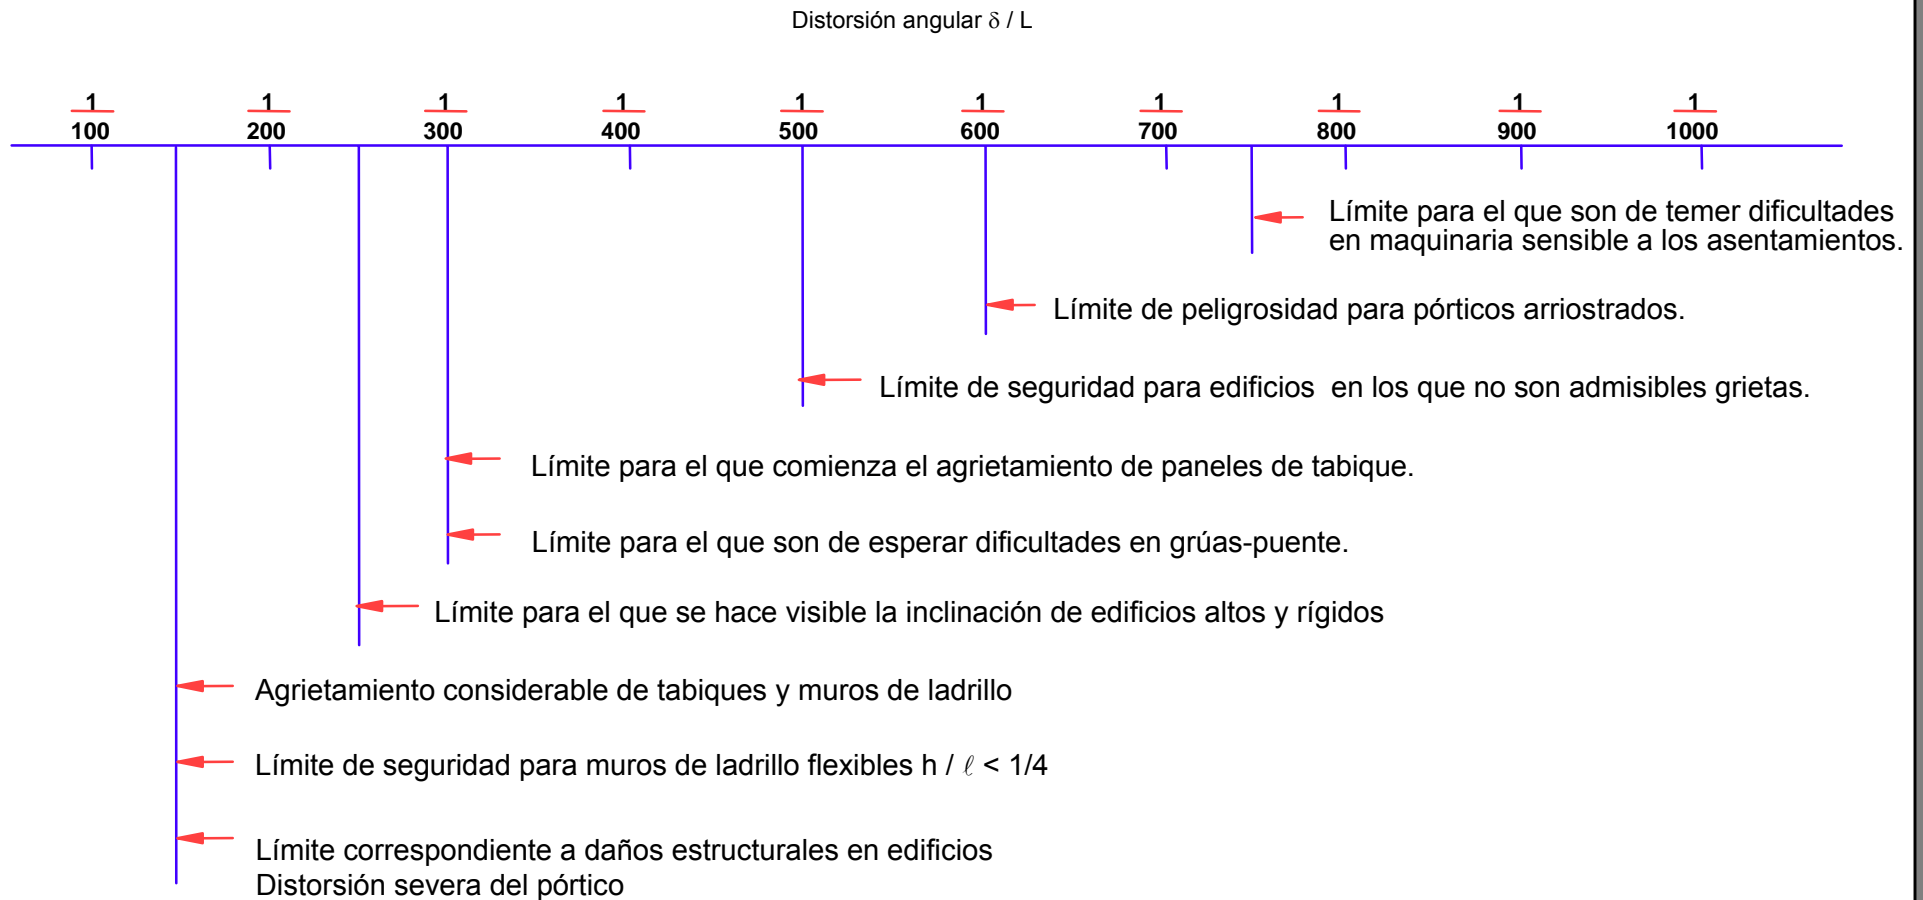 Distorsión angular δ / L
1 1 1 1 1 1 1 1 1 1
100 200 300 400 500 600 700 800 900 1000
Límite para el que son de temer dificultades
en maquinaria sensible a los asentamientos.
Límite de peligrosidad para pórticos arriostrados.
Límite de seguridad para edificios en los que no son admisibles grietas.
Límite para el que comienza el agrietamiento de paneles de tabique.
Límite para el que son de esperar dificultades en grúas-puente.
Límite para el que se hace visible la inclinación de edificios altos y rígidos
Agrietamiento considerable de tabiques y muros de ladrillo
Límite de seguridad para muros de ladrillo flexibles h / ℓ < 1/4
Límite correspondiente a daños estructurales en edificios
Distorsión severa del pórtico